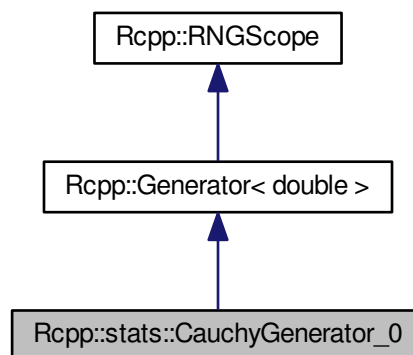 Rcpp::RNGScope
Rcpp::Generator< double >
Rcpp::stats::CauchyGenerator_0